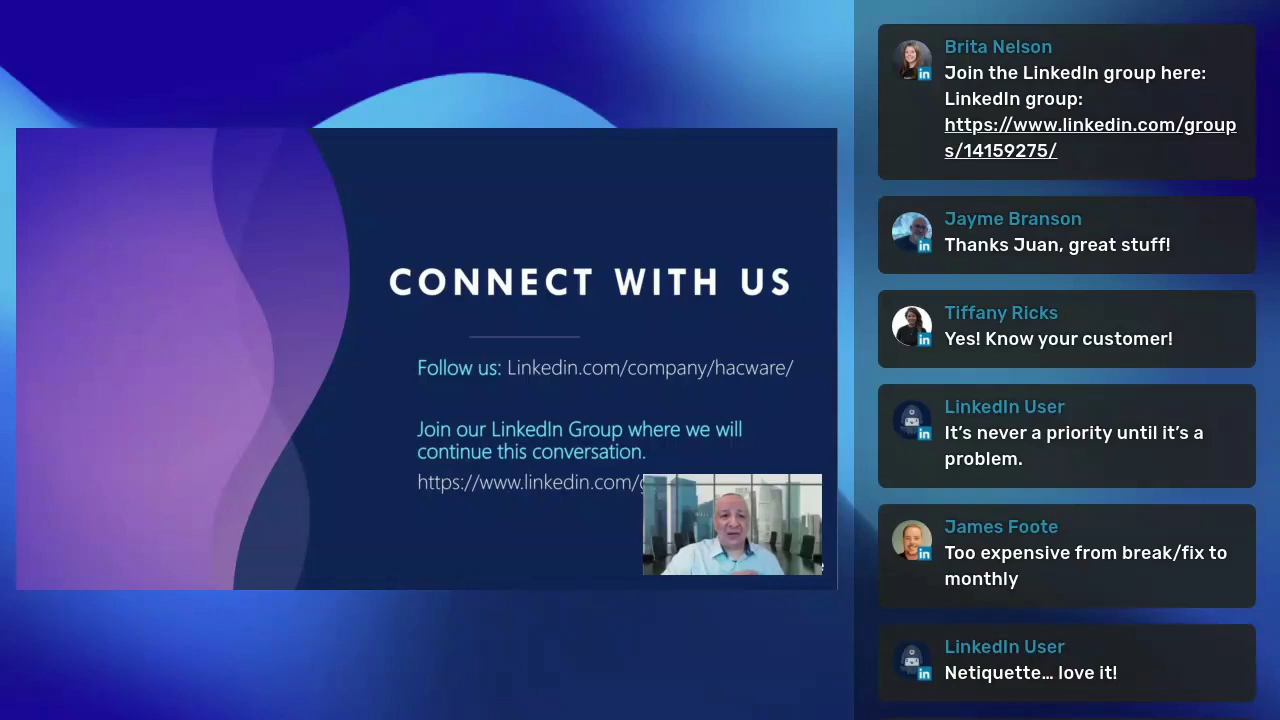 CONNECT WITH US
Follow us: Linkedin.com/company/hacware/
Join our LinkedIn Group where we will
continue this conversation.
https://www.linkedin.com/g
Brita Nelson
Join the LinkedIn group here:
LinkedIn group:
https://www.linkedin.com/group
s/14159275/
Jayme Branson
Thanks Juan, great stuff!
Tiffany Ricks
Yes! Know your customer!
LinkedIn User
It’s never a priority until it’s a
problem.
James Foote
Too expensive from break/fix to
monthly
LinkedIn User
Netiquette… love it!